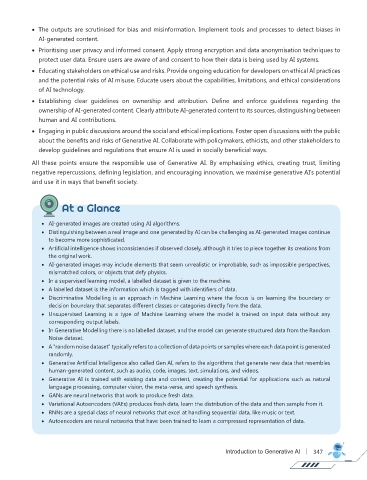 • The outputs are scrutinised for bias and misinformation. Implement tools and processes to detect biases in
AI-generated content.
• Prioritising user privacy and informed consent. Apply strong encryption and data anonymisation techniques to
protect user data. Ensure users are aware of and consent to how their data is being used by AI systems.
• Educating stakeholders on ethical use and risks. Provide ongoing education for developers on ethical AI practices
and the potential risks of AI misuse. Educate users about the capabilities, limitations, and ethical considerations
of AI technology.
• Establishing clear guidelines on ownership and attribution. Define and enforce guidelines regarding the
ownership of AI-generated content. Clearly attribute AI-generated content to its sources, distinguishing between
human and AI contributions.
• Engaging in public discussions around the social and ethical implications. Foster open discussions with the public
about the benefits and risks of Generative AI. Collaborate with policymakers, ethicists, and other stakeholders to
develop guidelines and regulations that ensure AI is used in socially beneficial ways.
All these points ensure the responsible use of Generative AI. By emphasising ethics, creating trust, limiting
negative repercussions, defining legislation, and encouraging innovation, we maximise generative AI's potential
and use it in ways that benefit society.
At a Glance
• AI-generated images are created using AI algorithms.
• Distinguishing between a real image and one generated by AI can be challenging as AI-generated images continue
to become more sophisticated.
• Artificial intelligence shows inconsistencies if observed closely, although it tries to piece together its creations from
the original work.
• AI-generated images may include elements that seem unrealistic or improbable, such as impossible perspectives,
mismatched colors, or objects that defy physics.
• In a supervised learning model, a labelled dataset is given to the machine.
• A labelled dataset is the information which is tagged with identifiers of data.
• Discriminative Modelling is an approach in Machine Learning where the focus is on learning the boundary or
decision boundary that separates different classes or categories directly from the data.
• Unsupervised Learning is a type of Machine Learning where the model is trained on input data without any
corresponding output labels.
• In Generative Modelling there is no labelled dataset, and the model can generate structured data from the Random
Noise dataset.
• A "random noise dataset" typically refers to a collection of data points or samples where each data point is generated
randomly.
• Generative Artificial Intelligence also called Gen AI, refers to the algorithms that generate new data that resembles
human-generated content, such as audio, code, images, text, simulations, and videos.
• Generative AI is trained with existing data and content, creating the potential for applications such as natural
language processing, computer vision, the meta-verse, and speech synthesis.
• GANs are neural networks that work to produce fresh data.
• Variational Autoencoders (VAEs) produces fresh data, learn the distribution of the data and then sample from it.
• RNNs are a special class of neural networks that excel at handling sequential data, like music or text.
• Autoencoders are neural networks that have been trained to learn a compressed representation of data.
Introduction to Generative AI | 347